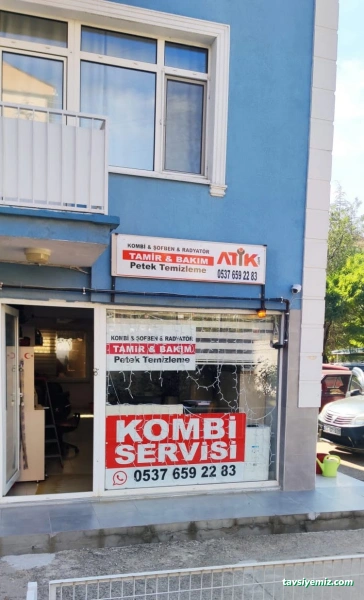 KOMBİ & ŞOFBEN & RADYATÖR
TAMİR & BAKIM
Petek Temizleme
ATİK
0537 659 22 83
KOMBİ & ŞOFBEN & RADYATÖR
TAMİR & BAKIM
Petek Temizleme
KOMBİ
SERVİSİ
0537 659 22 83
tavsiyemiz.com